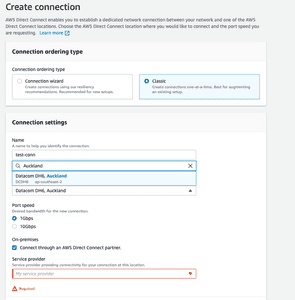 Create connection
AWS Direct Connect enables you to establish a dedicated network connection between your network and one of the AWS
Direct Connect locations. Choose the AWS Direct Connect location where you would like to connect and the port speed
you are requesting. Learn more
Connection ordering type
Connection ordering type
Connection wizard
Creates connections using our resiliency
recommendations. Recommended for new setups.
Classic
Creates connections one-at-a-time. Best for augmenting
an existing setup.
Connection settings
Name
A name to help you identify the connection.
test-conn
Auckland
Datacom DH6, Auckland
DCDH6 ap-southeast-2
Datacom DH6, Auckland
Port speed
Desired bandwidth for the new connection.
1Gbps
10Gbps
On-premises
Connect through an AWS Direct Connect partner.
Service provider
Service provider providing connectivity for your connection at this location.
My service provider
Required